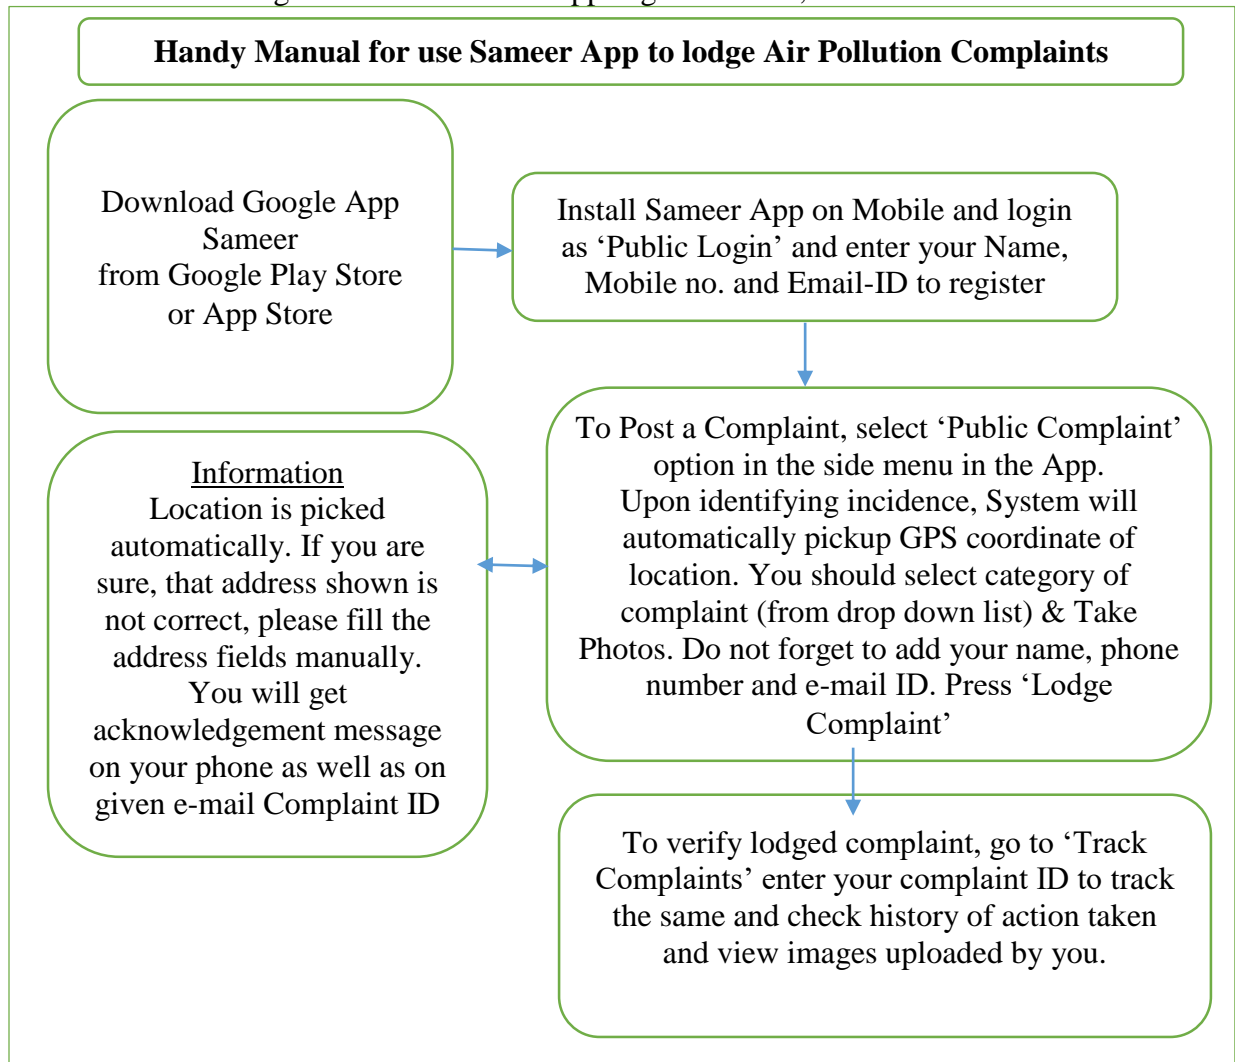 Handy Manual for use Sameer App to lodge Air Pollution Complaints
Download Google App
Sameer
from Google Play Store
or App Store
Install Sameer App on Mobile and login
as ‘Public Login’ and enter your Name,
Mobile no. and Email-ID to register
To Post a Complaint, select ‘Public Complaint’
option in the side menu in the App.
Upon identifying incidence, System will
automatically pickup GPS coordinate of
location. You should select category of
complaint (from drop down list) & Take
Photos. Do not forget to add your name, phone
number and e-mail ID. Press ‘Lodge
Complaint’
Information
Location is picked
automatically. If you are
sure, that address shown is
not correct, please fill the
address fields manually.
You will get
acknowledgement message
on your phone as well as on
given e-mail Complaint ID
To verify lodged complaint, go to ‘Track
Complaints’ enter your complaint ID to track
the same and check history of action taken
and view images uploaded by you.